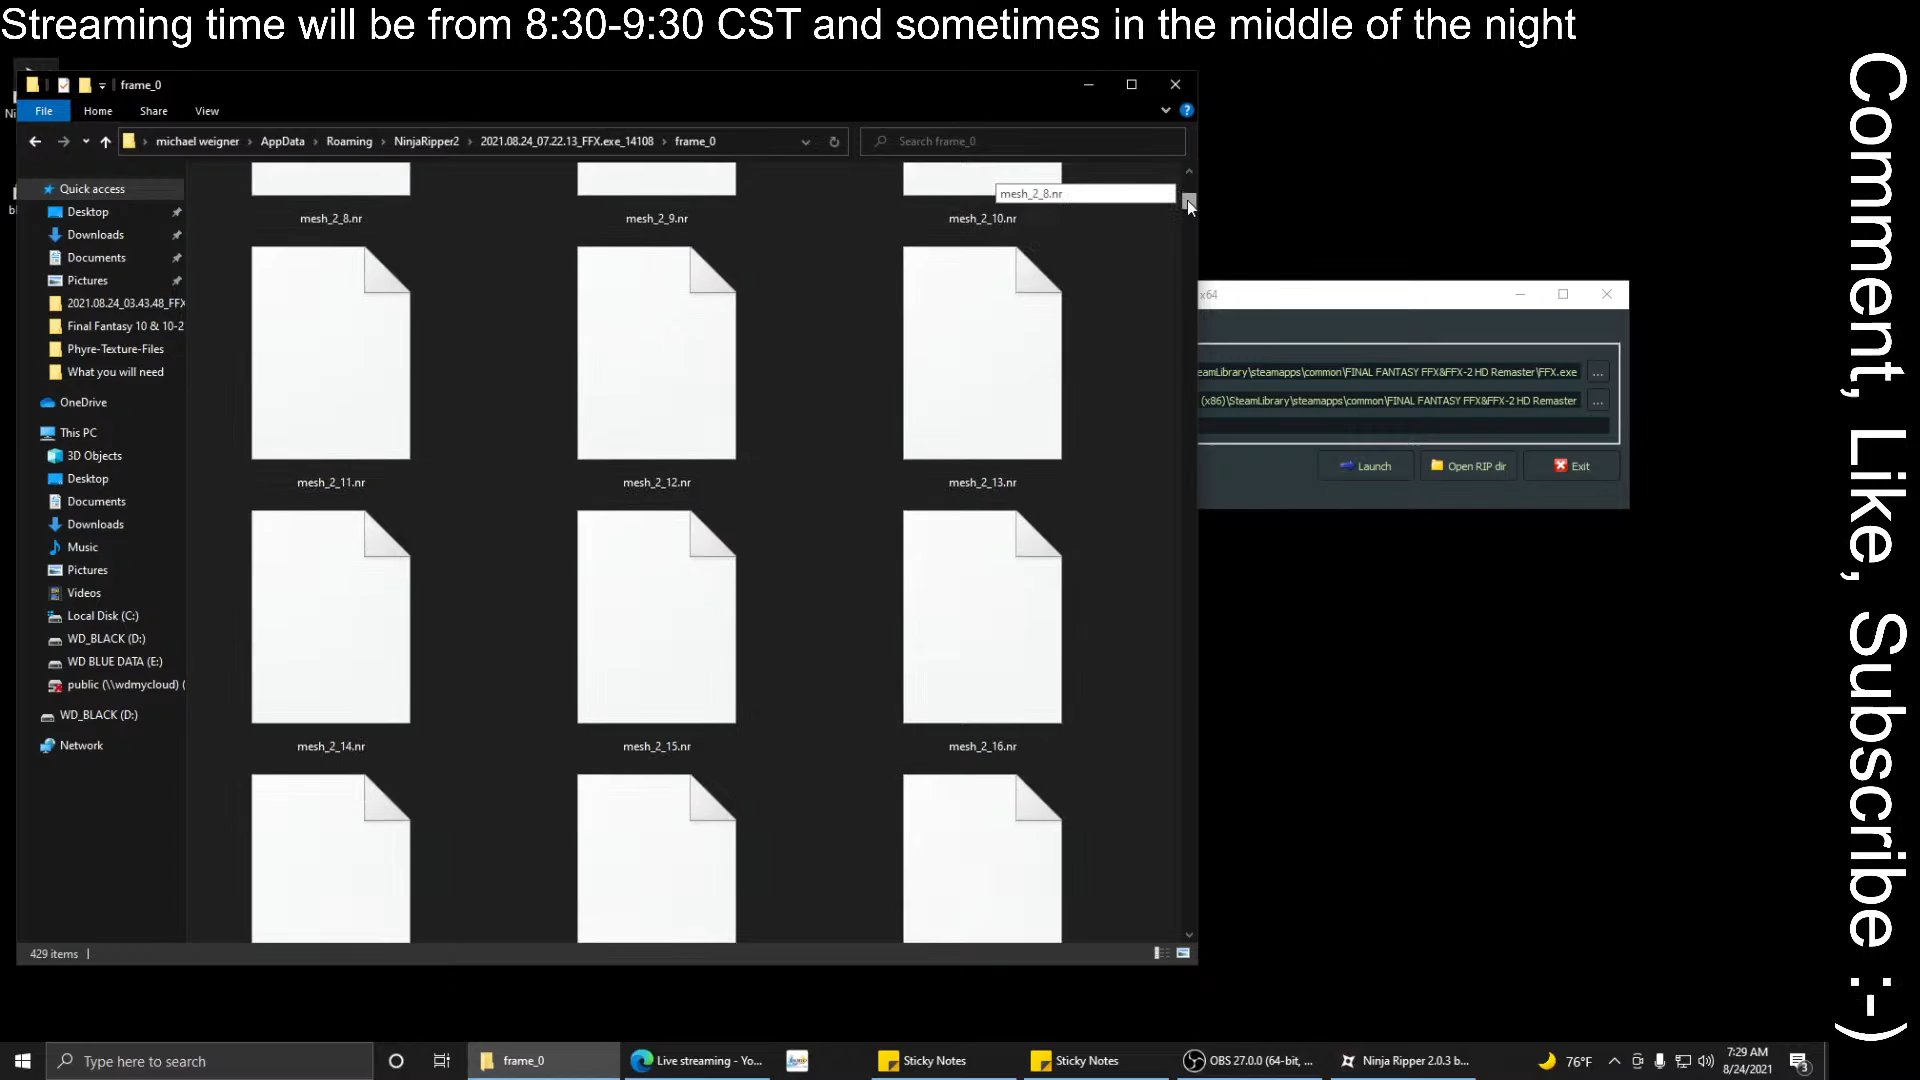 Streaming time will be from 8:30-9:30 CST and sometimes in the middle of the night
Comment, Like, Subscribe :-)
frame_0
File
Home
Share
View
michael weigner
AppData
Roaming
NinjaRipper2
2021.08.24_07.22.13_FFX.exe_14108
frame_0
Search frame_0
Quick access
Desktop
Downloads
Documents
Pictures
2021.08.24_03.43.48_FFX
Final Fantasy 10 & 10-2
Phyre-Texture-Files
What you will need
OneDrive
This PC
3D Objects
Desktop
Documents
Downloads
Music
Pictures
Videos
Local Disk (C:)
WD_BLACK (D:)
WD BLUE DATA (E:)
public (\\wdmycloud) (
WD_BLACK (D:)
Network
mesh_2_8.nr
mesh_2_8.nr
mesh_2_9.nr
mesh_2_10.nr
mesh_2_11.nr
mesh_2_12.nr
mesh_2_13.nr
mesh_2_14.nr
mesh_2_15.nr
mesh_2_16.nr
429 items
x64
eamLibrary\steamapps\common\FINAL FANTASY FFX&FFX-2 HD Remaster\FFX.exe
...
(x86)\SteamLibrary\steamapps\common\FINAL FANTASY FFX&FFX-2 HD Remaster
...
Launch
Open RIP dir
Exit
Type here to search
frame_0
Live streaming - Yo...
Sticky Notes
Sticky Notes
OBS 27.0.0 (64-bit, ...
Ninja Ripper 2.0.3 b...
76°F
7:29 AM
8/24/2021
3